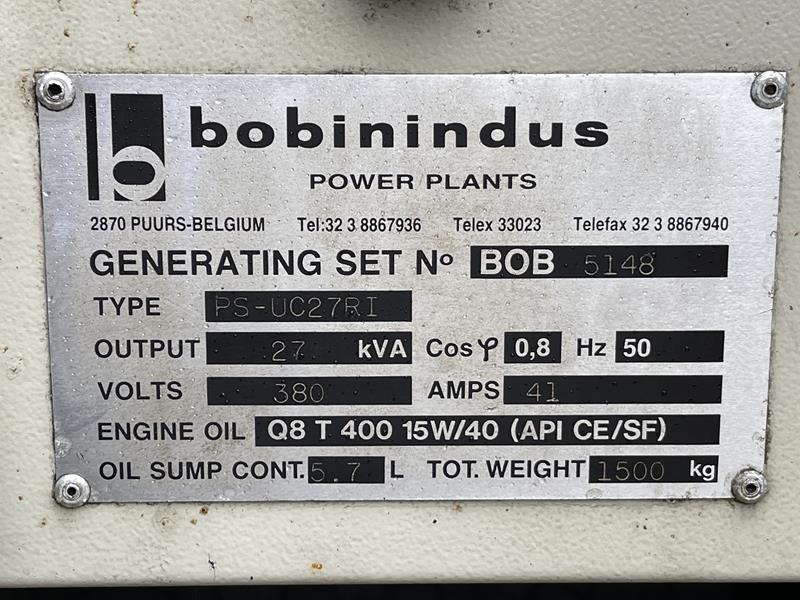 b bobinindus
POWER PLANTS
2870 PUURS-BELGIUM Tel:32 3 8867936 Telex 33023 Telefax 32 3 8867940
GENERATING SET Nº BOB 5148
TYPE PS-UC27RI
OUTPUT 27 kVA Cos φ 0,8 Hz 50
VOLTS 380 AMPS 41
ENGINE OIL Q8 T 400 15W/40 (API CE/SF)
OIL SUMP CONT. 5.7 L TOT. WEIGHT 1500 kg